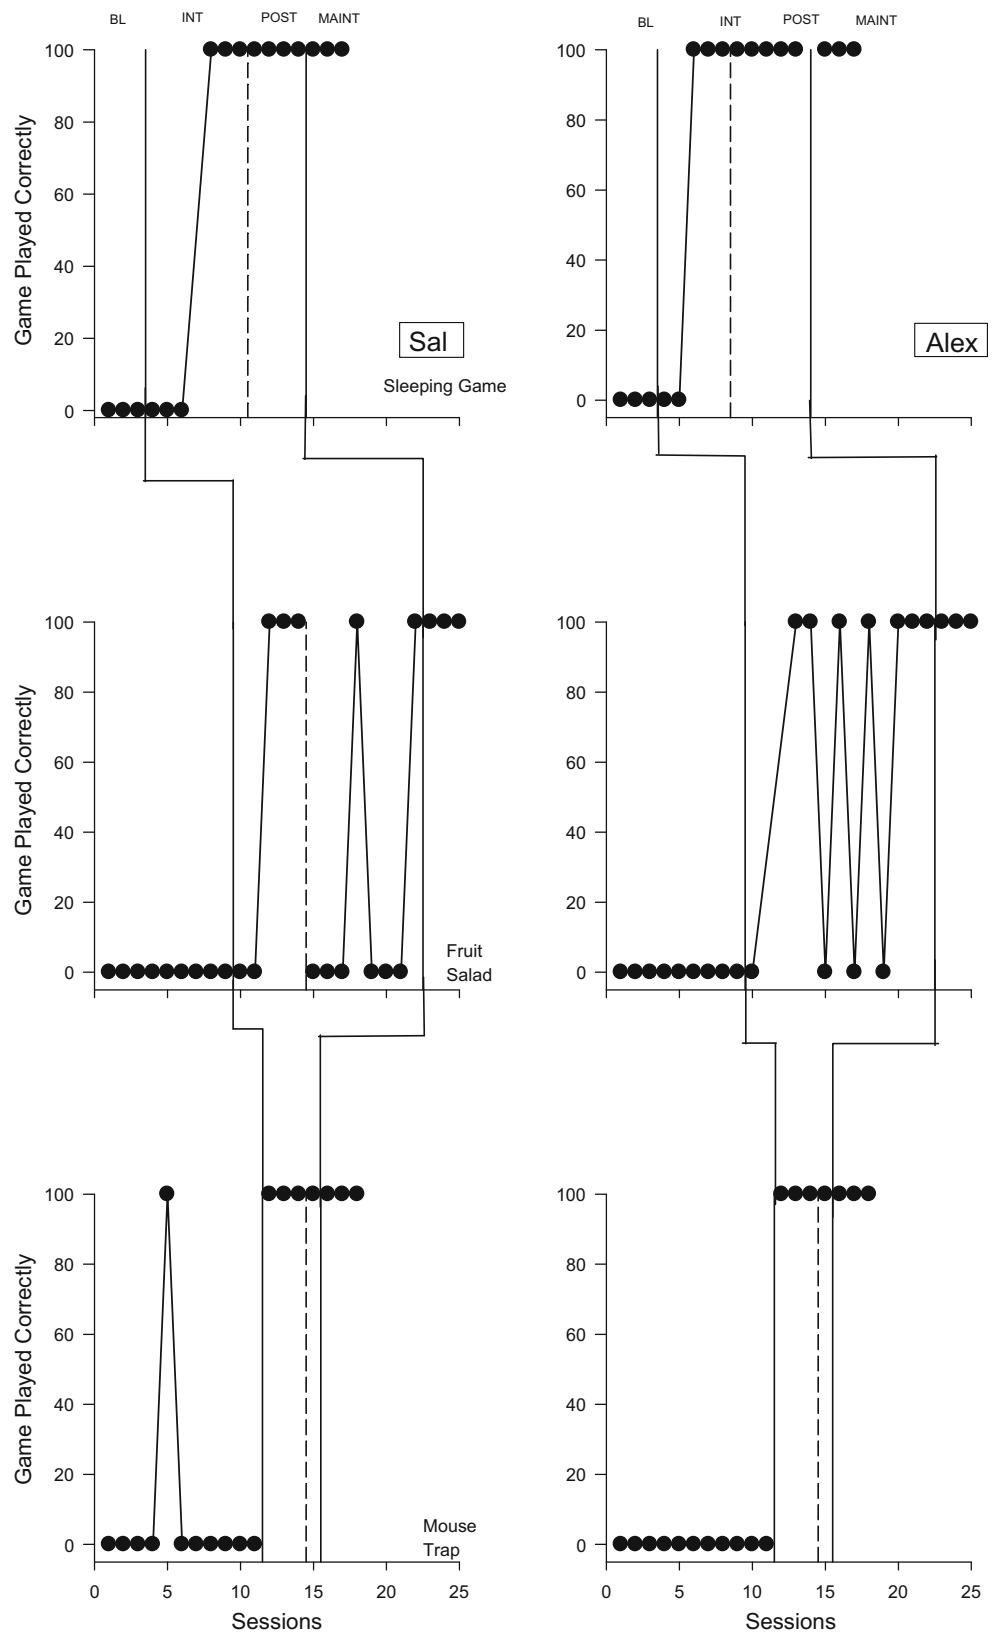 BL INT POST MAINT
BL INT POST MAINT
100
80
60
40
20
0
Game Played Correctly
Sal
Sleeping Game
100
80
60
40
20
0
Alex
100
80
60
40
20
0
Game Played Correctly
Fruit
Salad
100
80
60
40
20
0
100
80
60
40
20
0
Game Played Correctly
Mouse
Trap
0 5 10 15 20 25
Sessions
100
80
60
40
20
0
0 5 10 15 20 25
Sessions